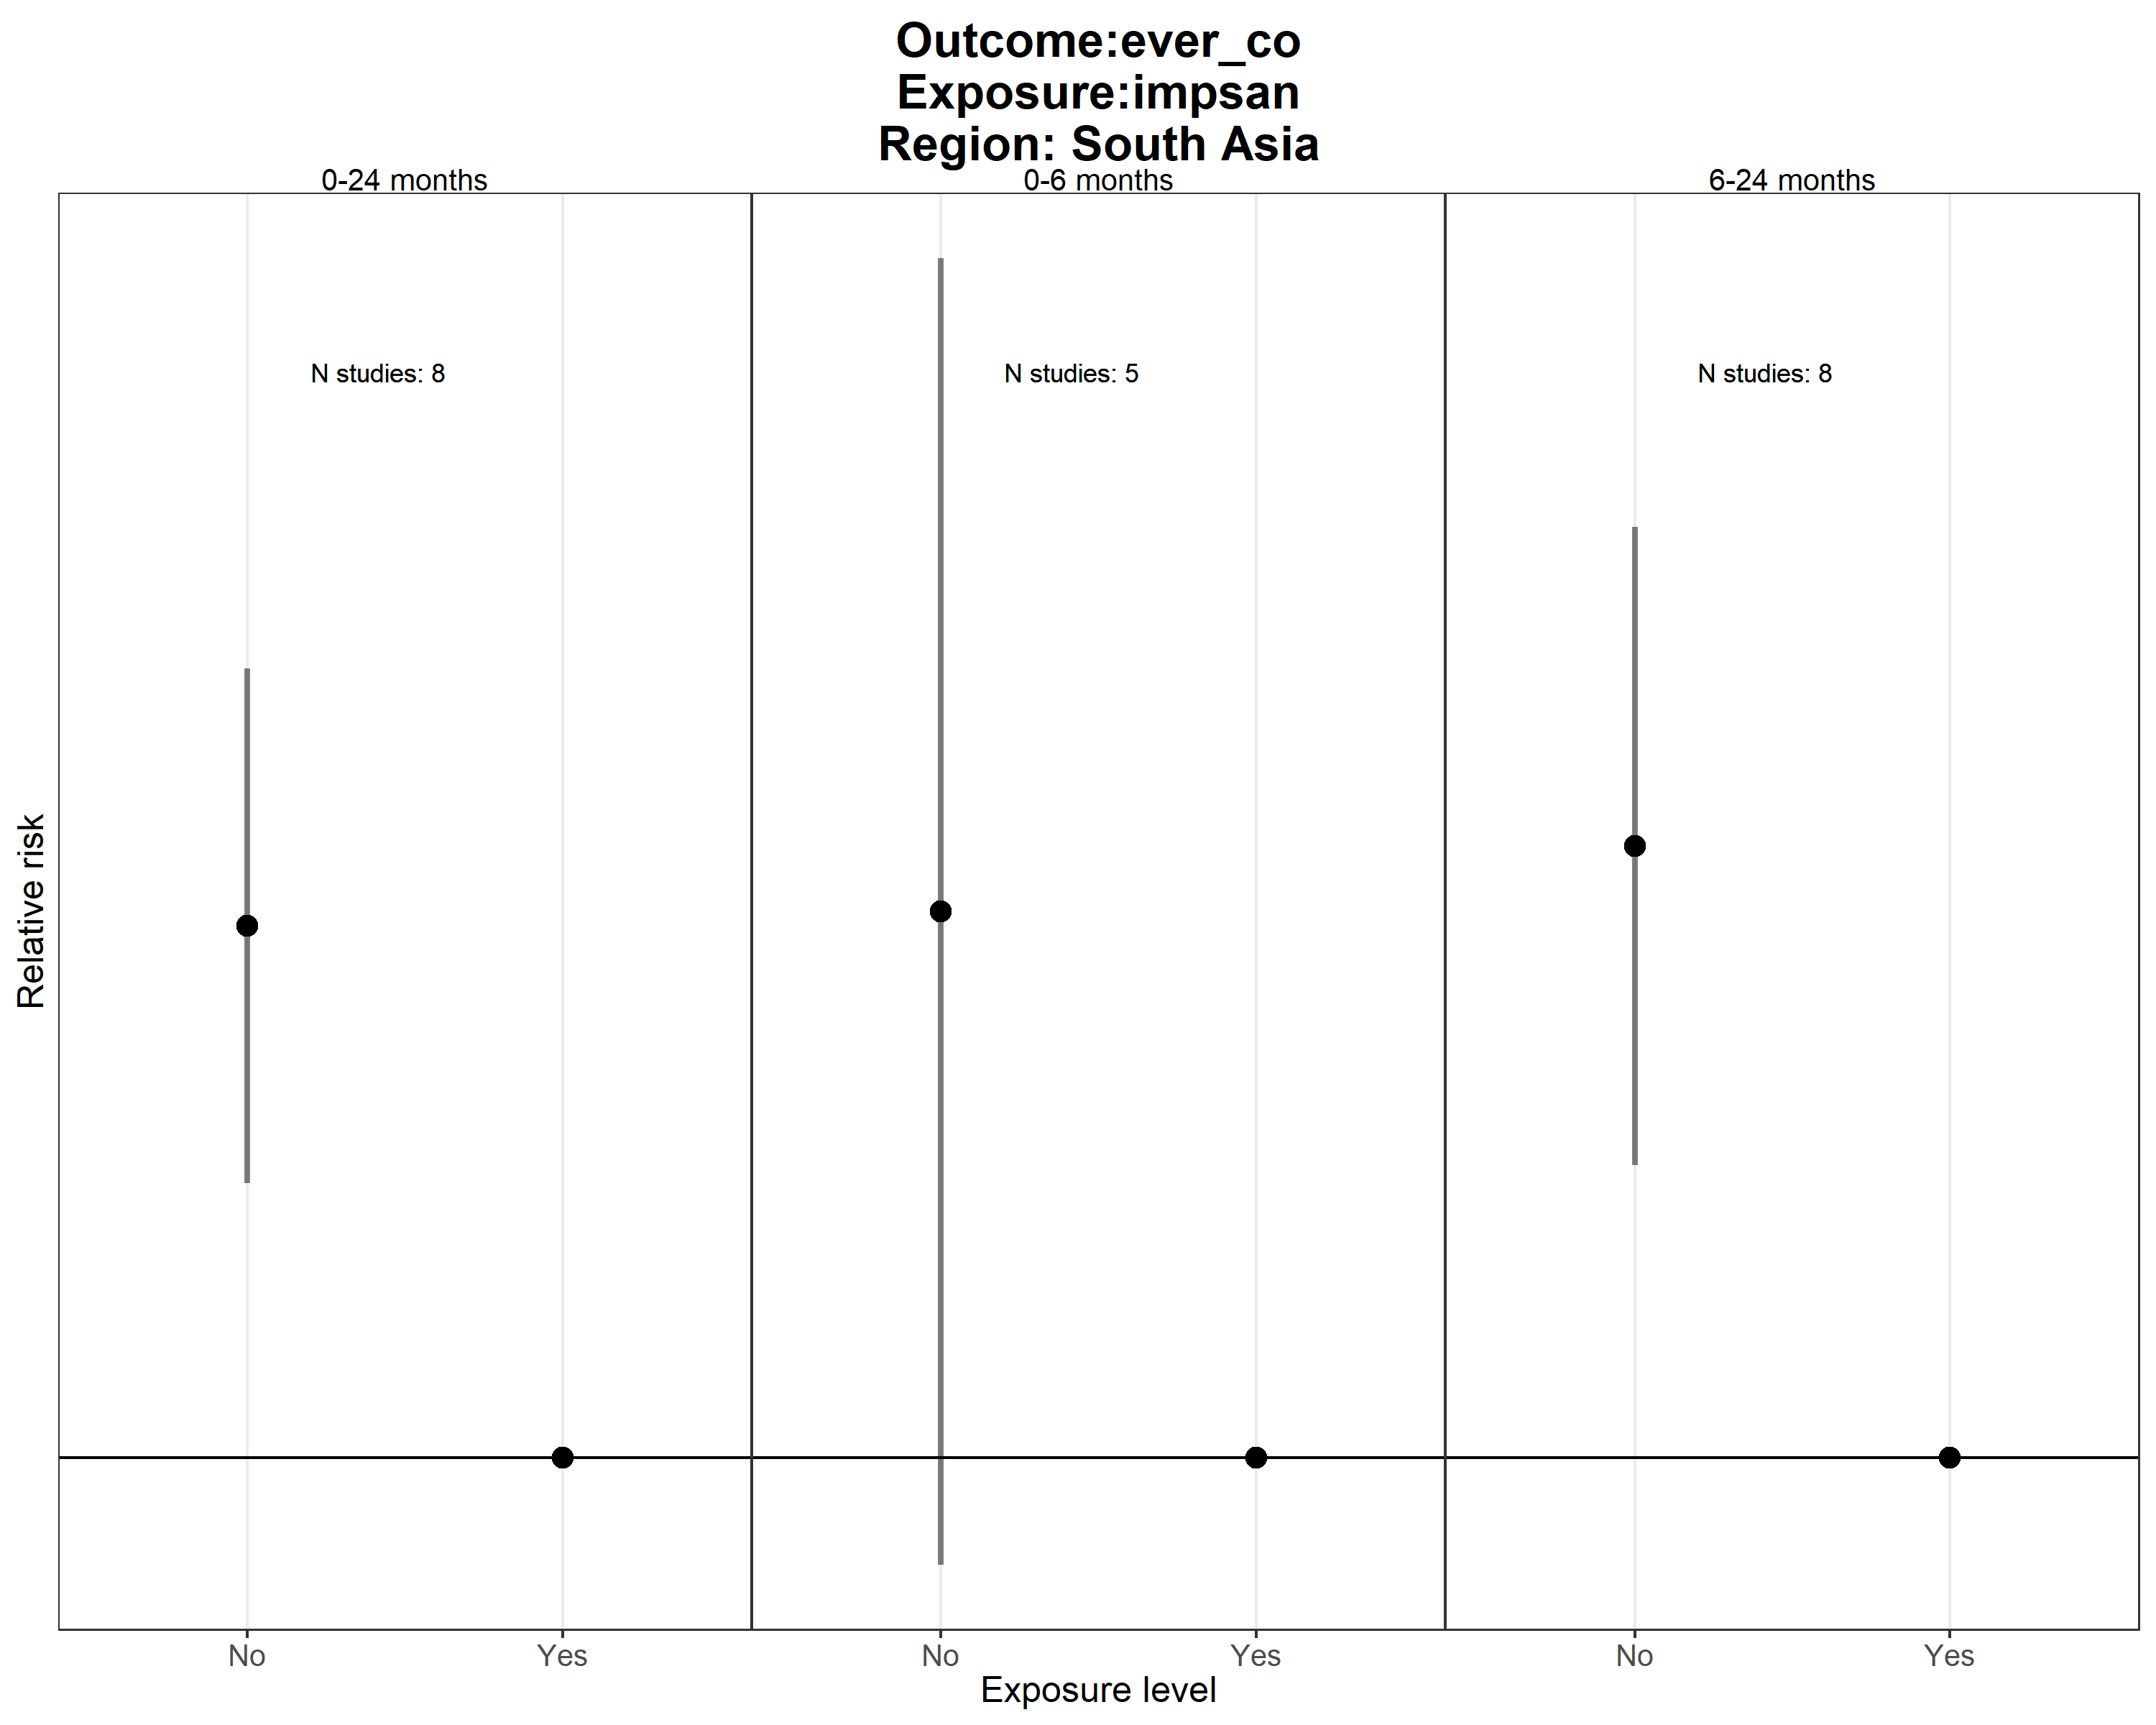 Outcome:ever_co
Exposure:impsan
Region: South Asia
0-24 months
0-6 months
6-24 months
N studies: 8
N studies: 5
N studies: 8
Relative risk
No
Yes
No
Yes
No
Yes
Exposure level